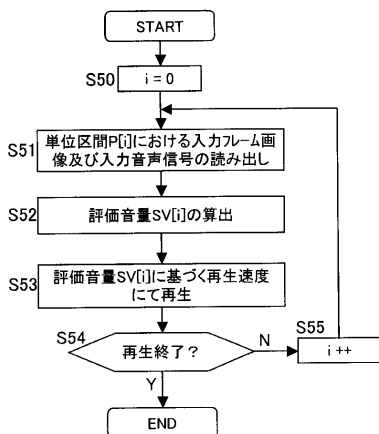 START
S50
i = 0
S51
単位区間P[i]における入力フレーム画
像及び入力音声信号の読み出し
S52
評価音量SV[i]の算出
S53
評価音量SV[i]に基づく再生速度
にて再生
S54
再生終了？
N
S55
i ++
Y
END